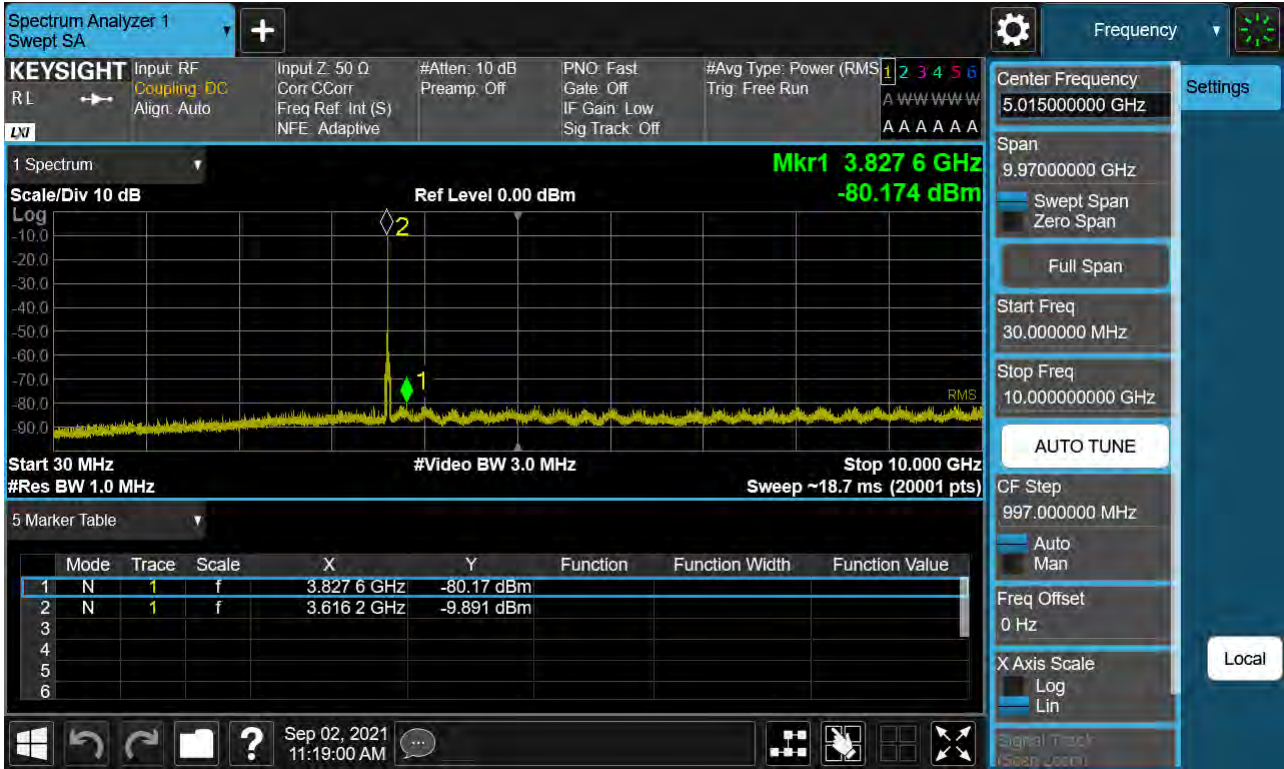 Spectrum Analyzer 1
Swept SA
+
Frequency
KEYSIGHT
RL
LXI
Input: RF
Coupling: DC
Align: Auto
Input Z: 50 Ω
Corr CCorr
Freq Ref: Int (S)
NFE: Adaptive
#Atten: 10 dB
Preamp: Off
PNO: Fast
Gate: Off
IF Gain: Low
Sig Track: Off
#Avg Type: Power (RMS
Trig: Free Run
1 2 3 4 5 6
A W W W W W
A A A A A A
1 Spectrum
Mkr1 3.827 6 GHz
-80.174 dBm
Scale/Div 10 dB
Ref Level 0.00 dBm
Log
-10.0
-20.0
-30.0
-40.0
-50.0
-60.0
-70.0
-80.0
-90.0
2
1
RMS
Start 30 MHz
#Video BW 3.0 MHz
Stop 10.000 GHz
#Res BW 1.0 MHz
Sweep ~18.7 ms (20001 pts)
5 Marker Table
Mode Trace Scale X Y Function Function Width Function Value
1 N 1 f 3.827 6 GHz -80.17 dBm
2 N 1 f 3.616 2 GHz -9.891 dBm
3
4
5
6
Center Frequency
5.015000000 GHz
Settings
Span
9.97000000 GHz
Swept Span
Zero Span
Full Span
Start Freq
30.000000 MHz
Stop Freq
10.000000000 GHz
AUTO TUNE
CF Step
997.000000 MHz
Auto
Man
Freq Offset
0 Hz
X Axis Scale
Log
Lin
Local
Signal Track
(Span Zoom)
?
Sep 02, 2021
11:19:00 AM